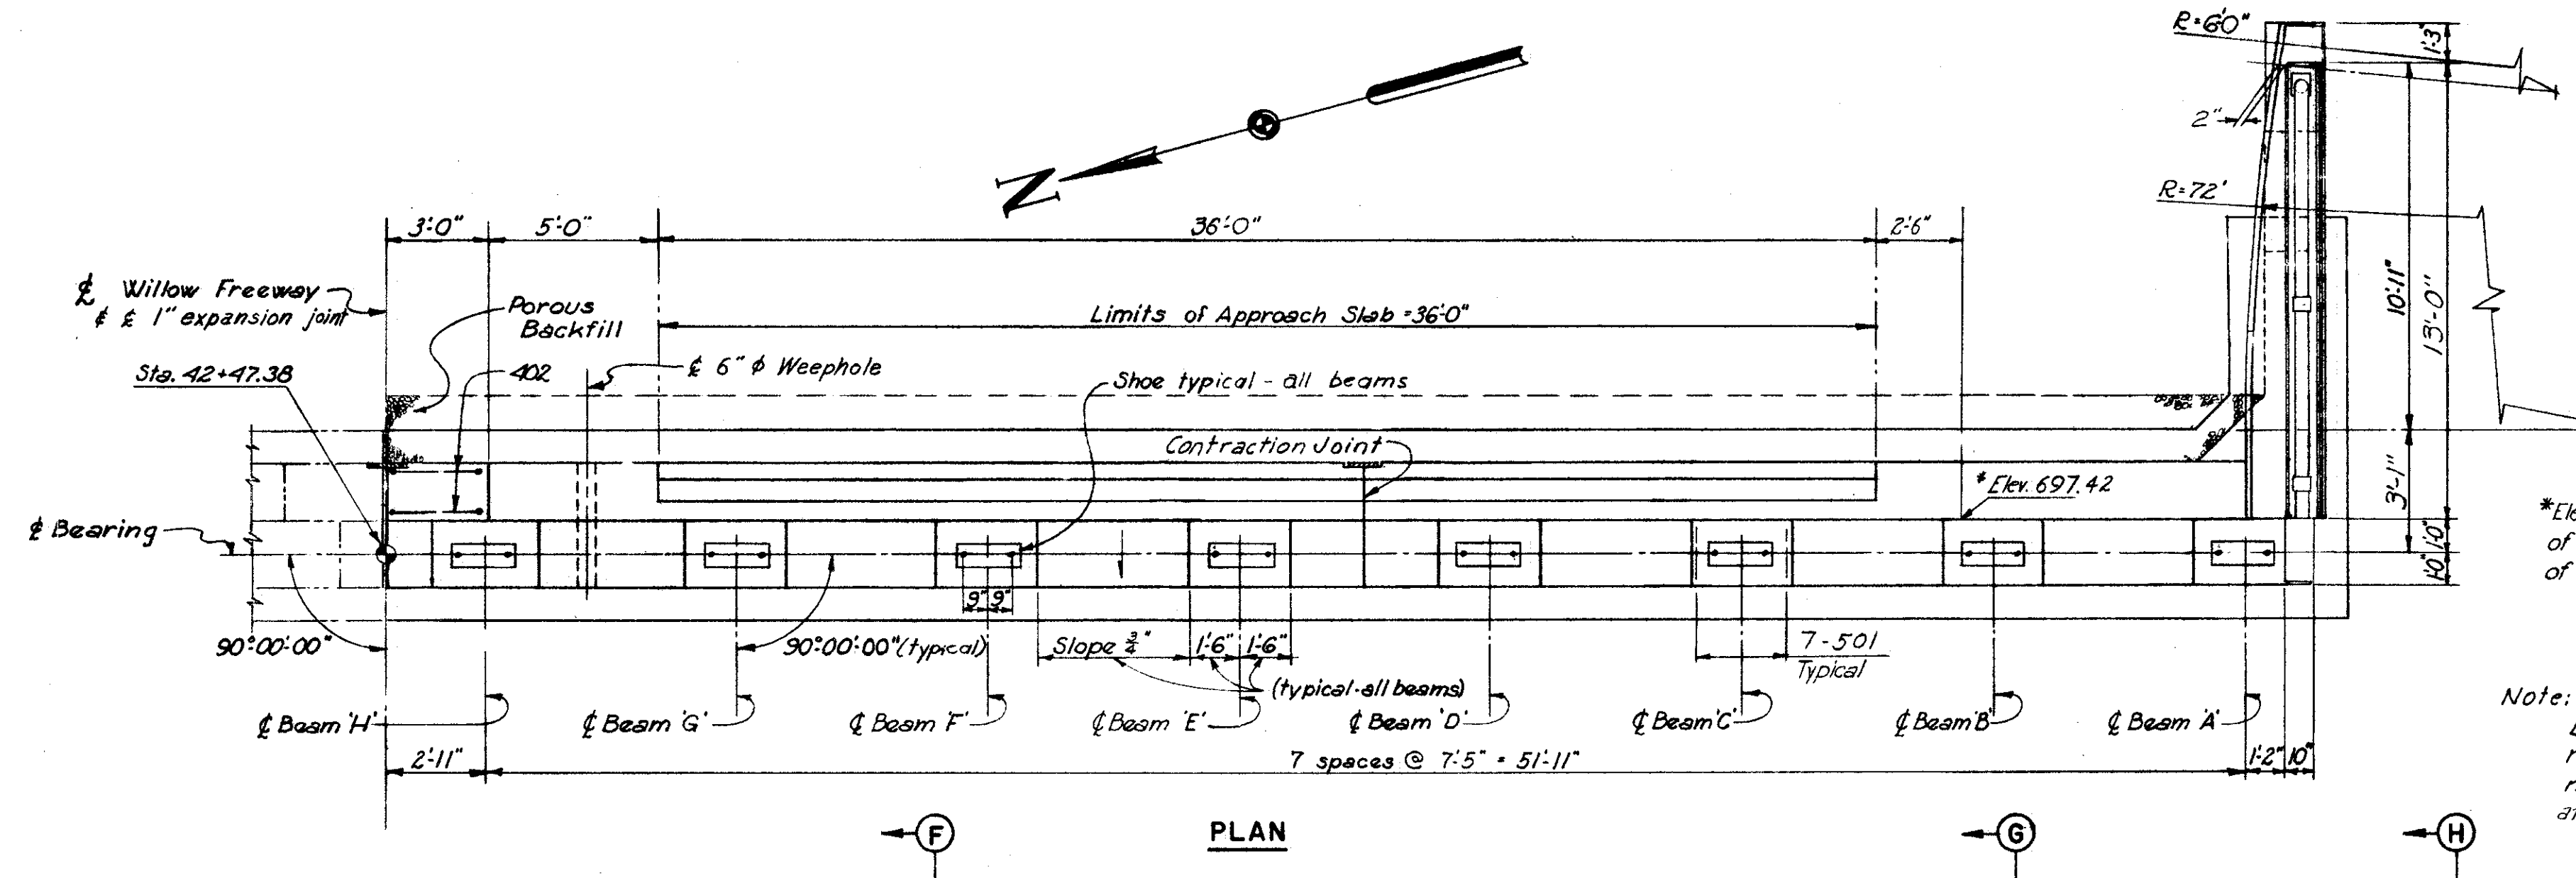 R=6'0"
1'-3"
N
2"
R=72'
3'-0"
5'-0"
36'-0"
2'-6"
℄ Willow Freeway
& ℄ 1" expansion joint
Porous
Backfill
Limits of Approach Slab = 36'-0"
10'-11"
13'-0"
Sta. 42+47.38
402
℄ 6" ϕ Weephole
Shoe typical - all beams
Contraction Joint
*Elev. 697.42
3'-1"
℄ Bearing
1'-0"
1'-0"
of
of
9" 9"
90°00'00"
90°00'00" (typical)
Slope 3/4"
1'-6" 1'-6"
7-501
Typical
(typical-all beams)
Note:
℄ Beam 'H'
℄ Beam 'G'
℄ Beam 'F'
℄ Beam 'E'
℄ Beam 'D'
℄ Beam 'C'
℄ Beam 'B'
℄ Beam 'A'
2'-11"
7 spaces @ 7'-5" = 51'-11"
1'-2" 10"
F
PLAN
G
H